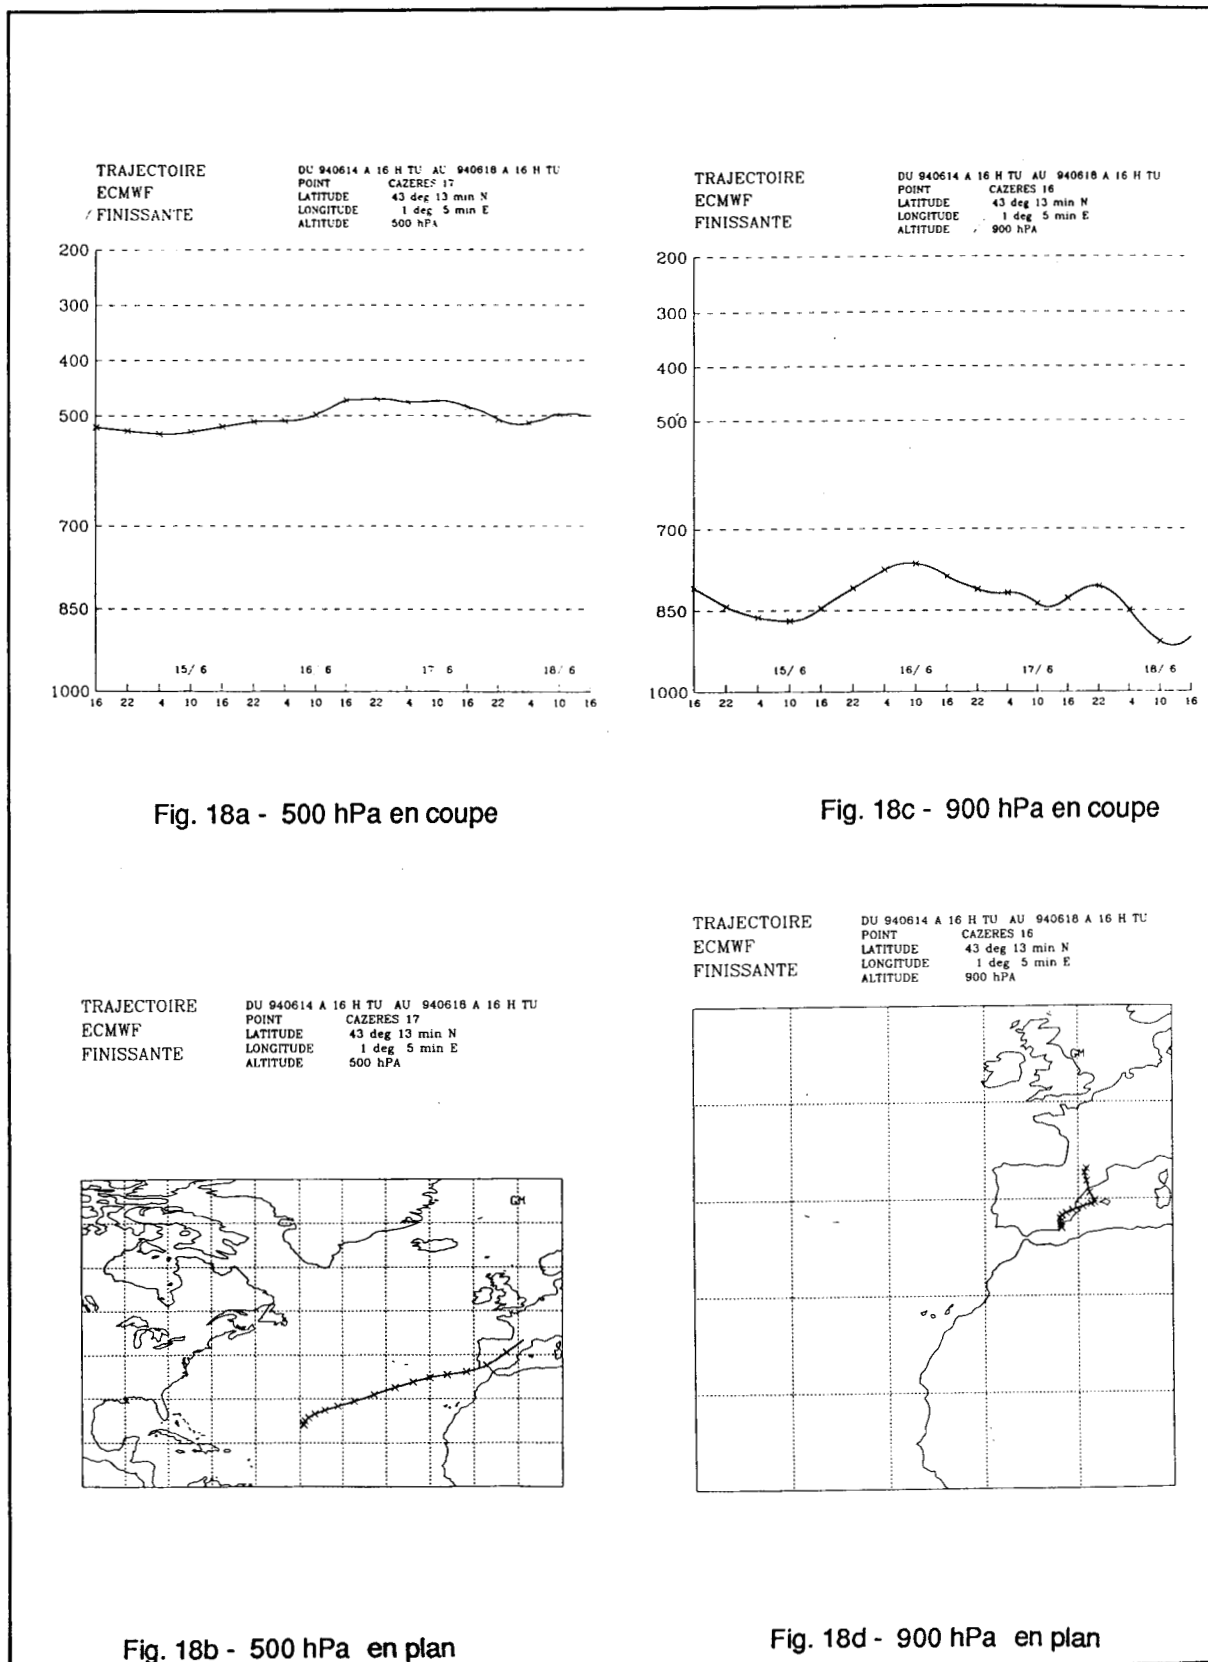 TRAJECTOIRE
ECMWF
FINISSANTE
DU 940614 A 16 H TU AU 940618 A 16 H TU
POINT CAZERES 17
LATITUDE 43 deg 13 min N
LONGITUDE 1 deg 5 min E
ALTITUDE 500 hPA
200
300
400
500
700
850
1000
15/ 6
16 6
17 6
18/ 6
16 22 4 10 16 22 4 10 16 22 4 10 16 22 4 10 16
Fig. 18a - 500 hPa en coupe
TRAJECTOIRE
ECMWF
FINISSANTE
DU 940614 A 16 H TU AU 940618 A 16 H TU
POINT CAZERES 16
LATITUDE 43 deg 13 min N
LONGITUDE 1 deg 5 min E
ALTITUDE 900 hPA
200
300
400
500
700
850
1000
15/ 6
16/ 6
17/ 6
18/ 6
16 22 4 10 16 22 4 10 16 22 4 10 16 22 4 10 16
Fig. 18c - 900 hPa en coupe
TRAJECTOIRE
ECMWF
FINISSANTE
DU 940614 A 16 H TU AU 940618 A 16 H TU
POINT CAZERES 17
LATITUDE 43 deg 13 min N
LONGITUDE 1 deg 5 min E
ALTITUDE 500 hPA
GM
Fig. 18b - 500 hPa en plan
TRAJECTOIRE
ECMWF
FINISSANTE
DU 940614 A 16 H TU AU 940618 A 16 H TU
POINT CAZERES 16
LATITUDE 43 deg 13 min N
LONGITUDE 1 deg 5 min E
ALTITUDE 900 hPA
GM
Fig. 18d - 900 hPa en plan